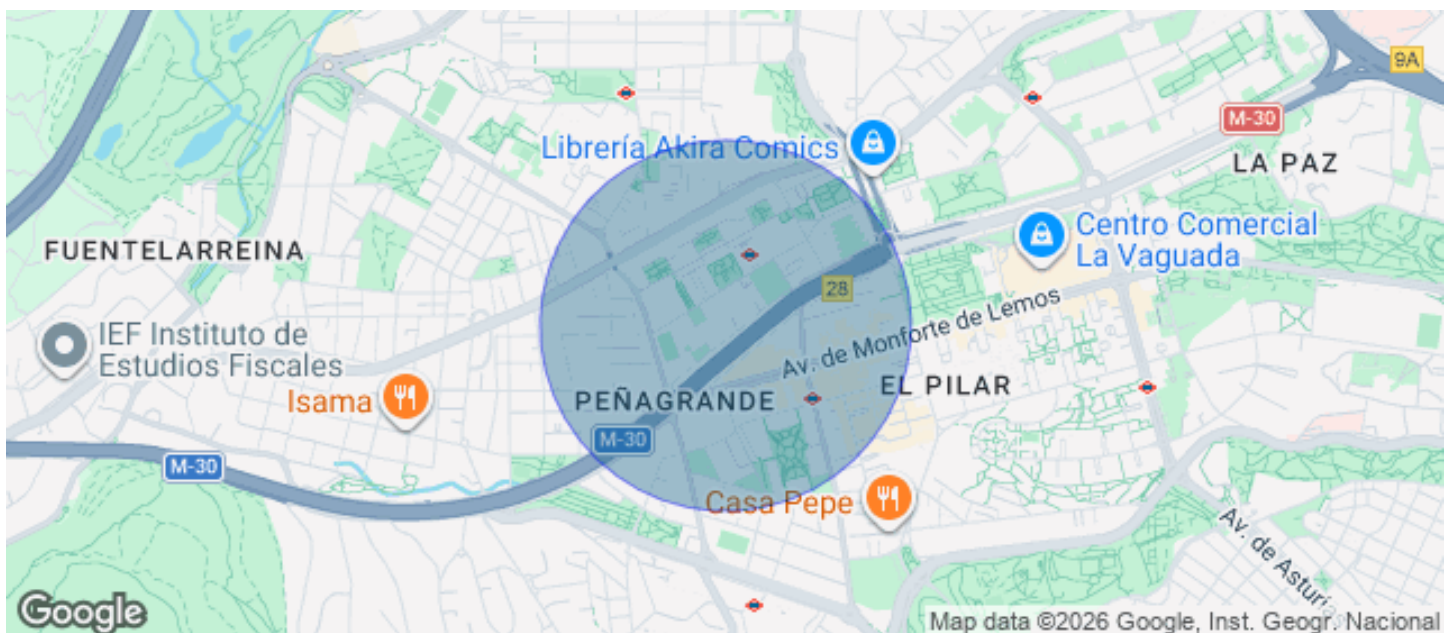 9A
M-30
Librería Akira Comics
LA PAZ
Centro Comercial
La Vaguada
FUENTELARREINA
28
Av. de Monforte de Lemos
IEF Instituto de
Estudios Fiscales
Isama
PEÑAGRANDE
EL PILAR
M-30
M-30
Casa Pepe
Av. de Asturia
Google
Map data ©2026 Google, Inst. Geogr. Nacional